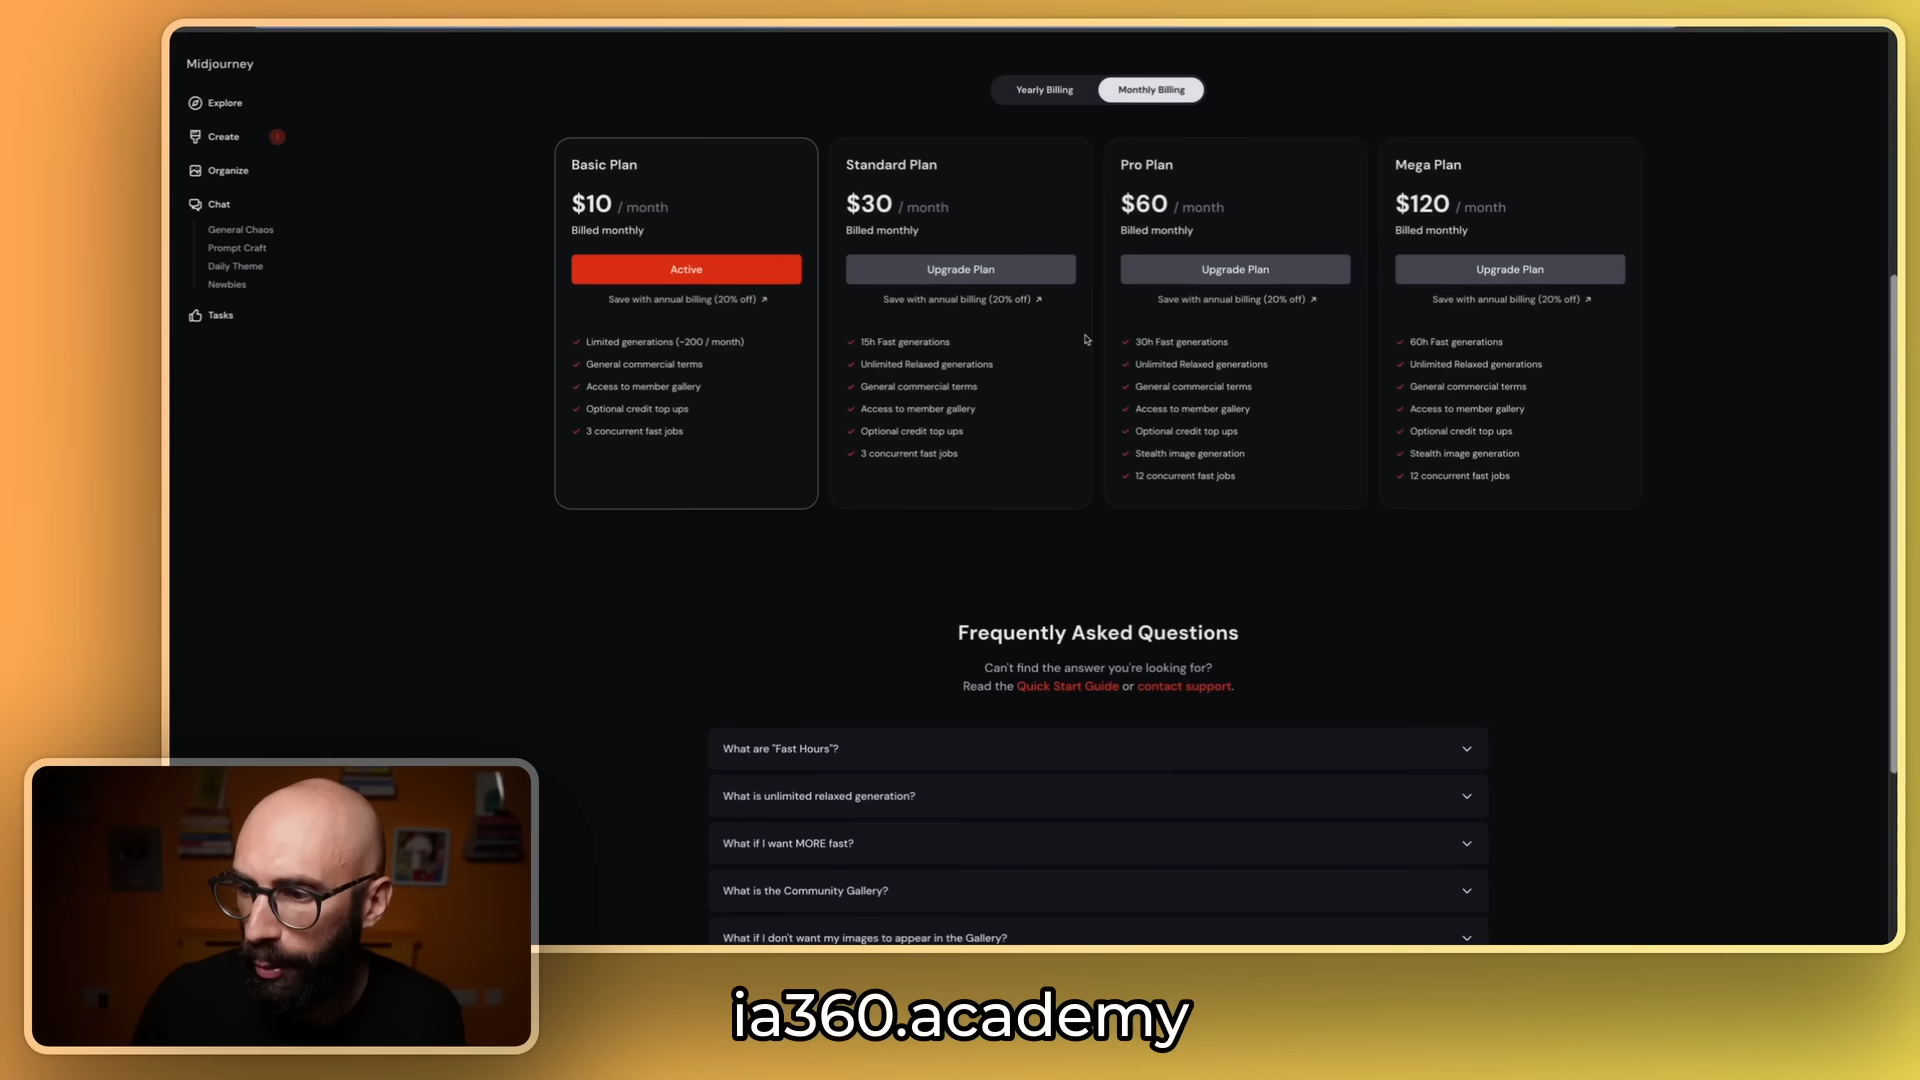 Midjourney
Explore
Create
!
Organize
Chat
General Chaos
Prompt Craft
Daily Theme
Newbies
Tasks
Yearly Billing
Monthly Billing
Basic Plan
$10 / month
Billed monthly
Active
Save with annual billing (20% off) ↗
Limited generations (~200 / month)
General commercial terms
Access to member gallery
Optional credit top ups
3 concurrent fast jobs
Standard Plan
$30 / month
Billed monthly
Upgrade Plan
Save with annual billing (20% off) ↗
15h Fast generations
Unlimited Relaxed generations
General commercial terms
Access to member gallery
Optional credit top ups
3 concurrent fast jobs
Pro Plan
$60 / month
Billed monthly
Upgrade Plan
Save with annual billing (20% off) ↗
30h Fast generations
Unlimited Relaxed generations
General commercial terms
Access to member gallery
Optional credit top ups
Stealth image generation
12 concurrent fast jobs
Mega Plan
$120 / month
Billed monthly
Upgrade Plan
Save with annual billing (20% off) ↗
60h Fast generations
Unlimited Relaxed generations
General commercial terms
Access to member gallery
Optional credit top ups
Stealth image generation
12 concurrent fast jobs
Frequently Asked Questions
Can't find the answer you're looking for?
Read the Quick Start Guide or contact support.
What are "Fast Hours"?
What is unlimited relaxed generation?
What if I want MORE fast?
What is the Community Gallery?
What if I don't want my images to appear in the Gallery?
ia360.academy